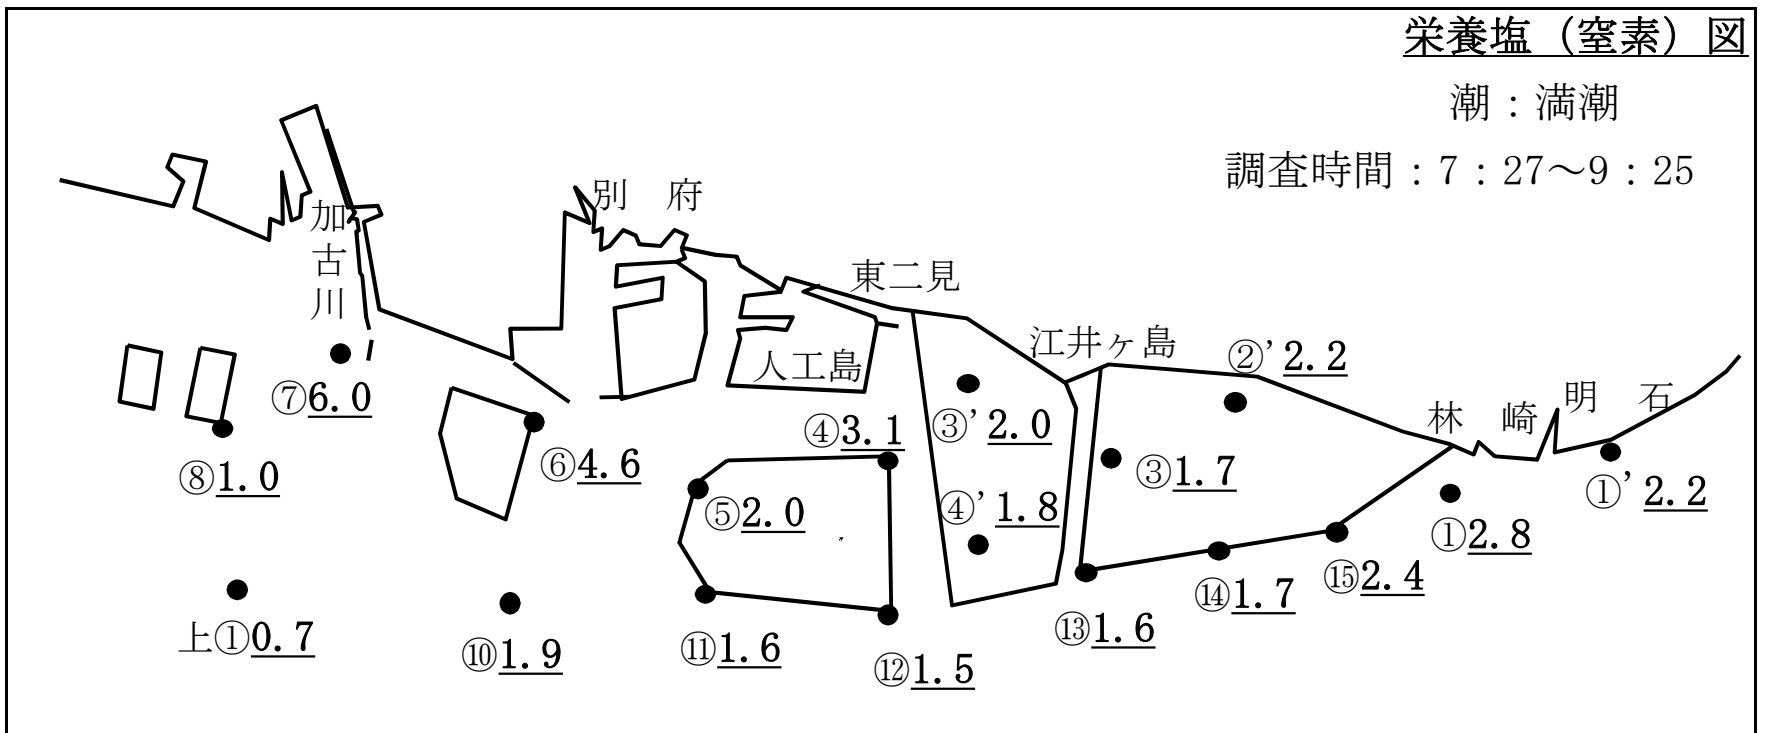 栄養塩（窒素）図
潮：満潮
調査時間：7：27～9：25
加古川
別 府
東二見
江井ヶ島
人工島
林 崎
明 石
②’2.2
⑦6.0
④3.1
③’2.0
⑥4.6
⑧1.0
③1.7
①’2.2
⑤2.0
④’1.8
①2.8
⑮2.4
⑭1.7
⑬1.6
上①0.7
⑩1.9
⑪1.6
⑫1.5